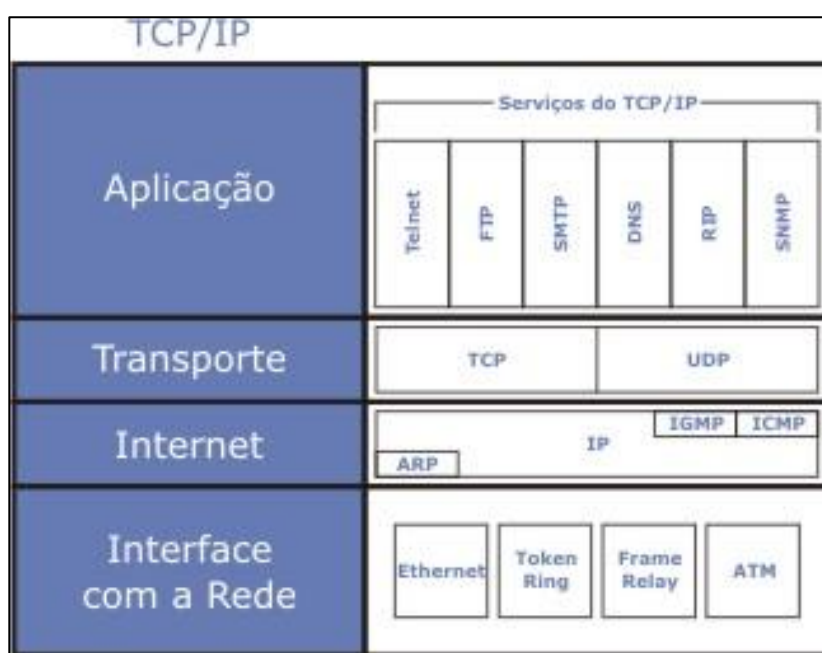 TCP/IP
Aplicação
Serviços do TCP/IP
Telnet
FTP
SMTP
DNS
RIP
SNMP
Transporte
TCP
UDP
Internet
IP
IGMP
ICMP
ARP
Interface
com a Rede
Ethernet
Token
Ring
Frame
Relay
ATM